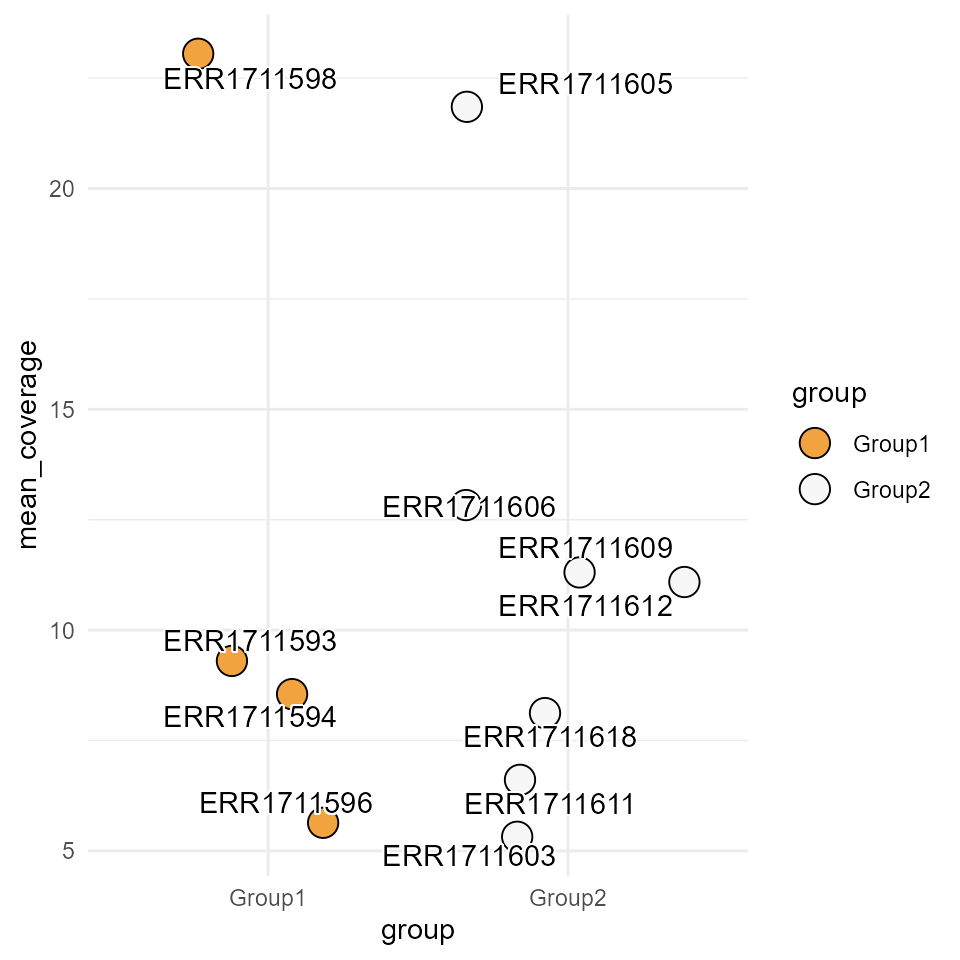 ERR1711598
ERR1711605
20
15
ERR1711606
ERR1711609
ERR1711612
10
ERR1711593
ERR1711594
ERR1711618
ERR1711596
ERR1711611
5
ERR1711603
Group1
Group2
group
mean_coverage
group
Group1
Group2